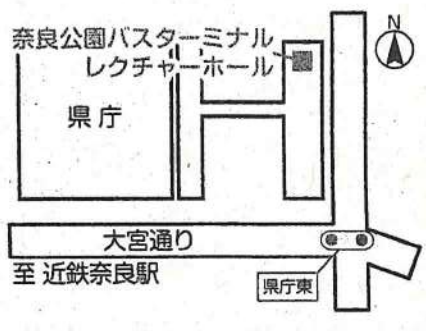 奈良公園バスターミナル
レクチャーホール
N
県庁
大宮通り
至 近鉄奈良駅
県庁東